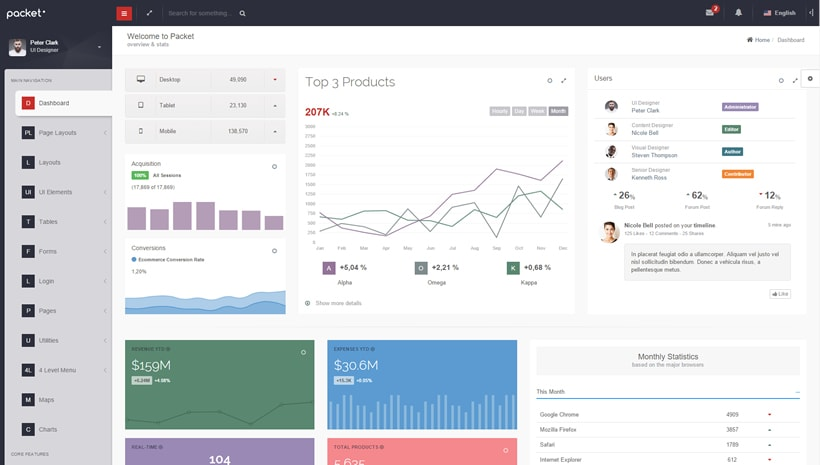 packet
Search for something..
2
English
Peter Clark
UI Designer
Welcome to Packet
overview & stats
Home / Dashboard
MAIN NAVIGATION
D Dashboard
PL Page Layouts
L Layouts
UI UI Elements
T Tables
F Forms
L Login
P Pages
U Utilities
4L 4 Level Menu
M Maps
C Charts
CORE FEATURES
Desktop 49,090
Tablet 23,130
Mobile 138,570
Acquisition
100% All Sessions
(17,869 of 17,869)
Conversions
Ecommerce Conversion Rate
1,20%
Top 3 Products
207K +8,24 %
Hourly Day Week Month
3000
2750
2500
2250
2000
1750
1500
1250
1000
750
500
250
0
Jan Feb Mar Apr May Jun Jul Aug Sep Oct Nov Dec
A +5,04 %
Alpha
O +2,21 %
Omega
K +0,68 %
Kappa
Show more details
Users
UI Designer
Peter Clark
Administrator
Content Designer
Nicole Bell
Editor
Visual Designer
Steven Thompson
Author
Senior Designer
Kenneth Ross
Contributor
26%
Blog Post
62%
Forum Post
12%
Forum Reply
Nicole Bell posted on your timeline
5 mins ago
125 Likes - 12 Comments - 25 Shares
In placerat feugiat odio a ullamcorper. Aliquam vel justo vel
nisl sollicitudin bibendum. Donec a vehicula risus, a
pellentesque metus.
Like
REVENUE YTD
$159M
+4.98%
EXPENSES YTD
$30.6M
+0,05%
REAL-TIME
104
TOTAL PRODUCTS
5,635
Monthly Statistics
based on the major browsers
This Month
Google Chrome 4909
Mozilla Firefox 3857
Safari 1789
Internet Explorer 612